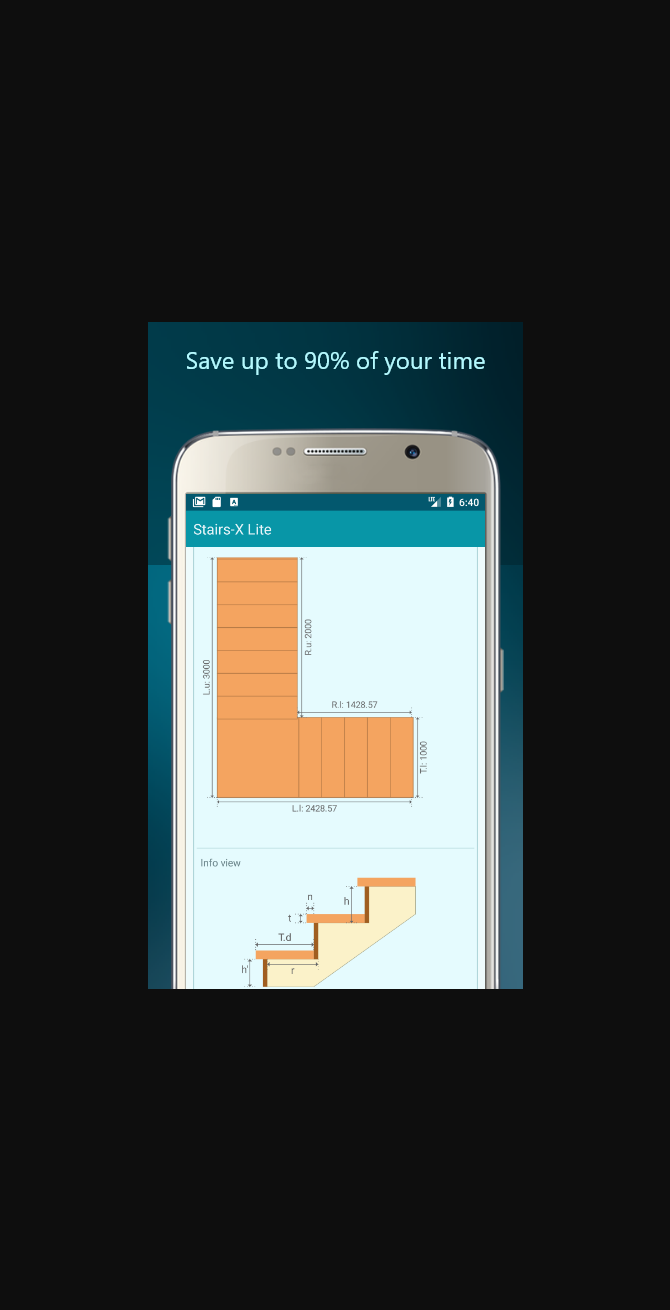 Save up to 90% of your time
LTE
6:40
Stairs-X Lite
L.u: 3000
R.u: 2000
R.l: 1428.57
T.l: 1000
L.l: 2428.57
Info view
n
h
t
T.d
h'
r